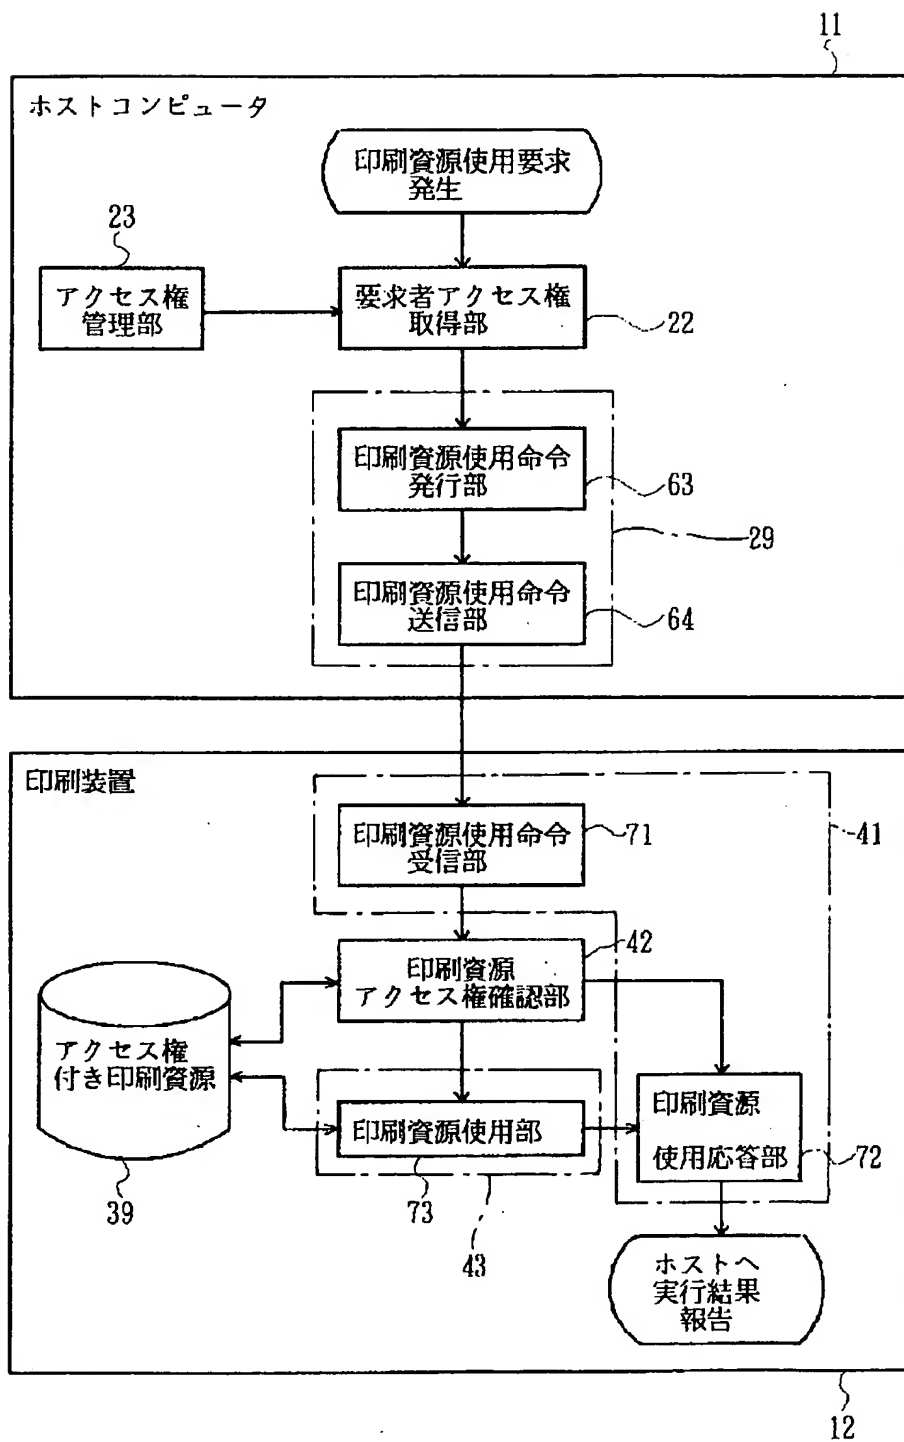 11
ホストコンピュータ
印刷資源使用要求
発生
23
アクセス権
管理部
要求者アクセス権
取得部
22
印刷資源使用命令
発行部
63
29
印刷資源使用命令
送信部
64
印刷装置
印刷資源使用命令
受信部
71
41
42
印刷資源
アクセス権確認部
アクセス権
付き印刷資源
印刷資源
印刷資源使用部
使用応答部
72
39
73
43
ホストへ
実行結果
報告
12